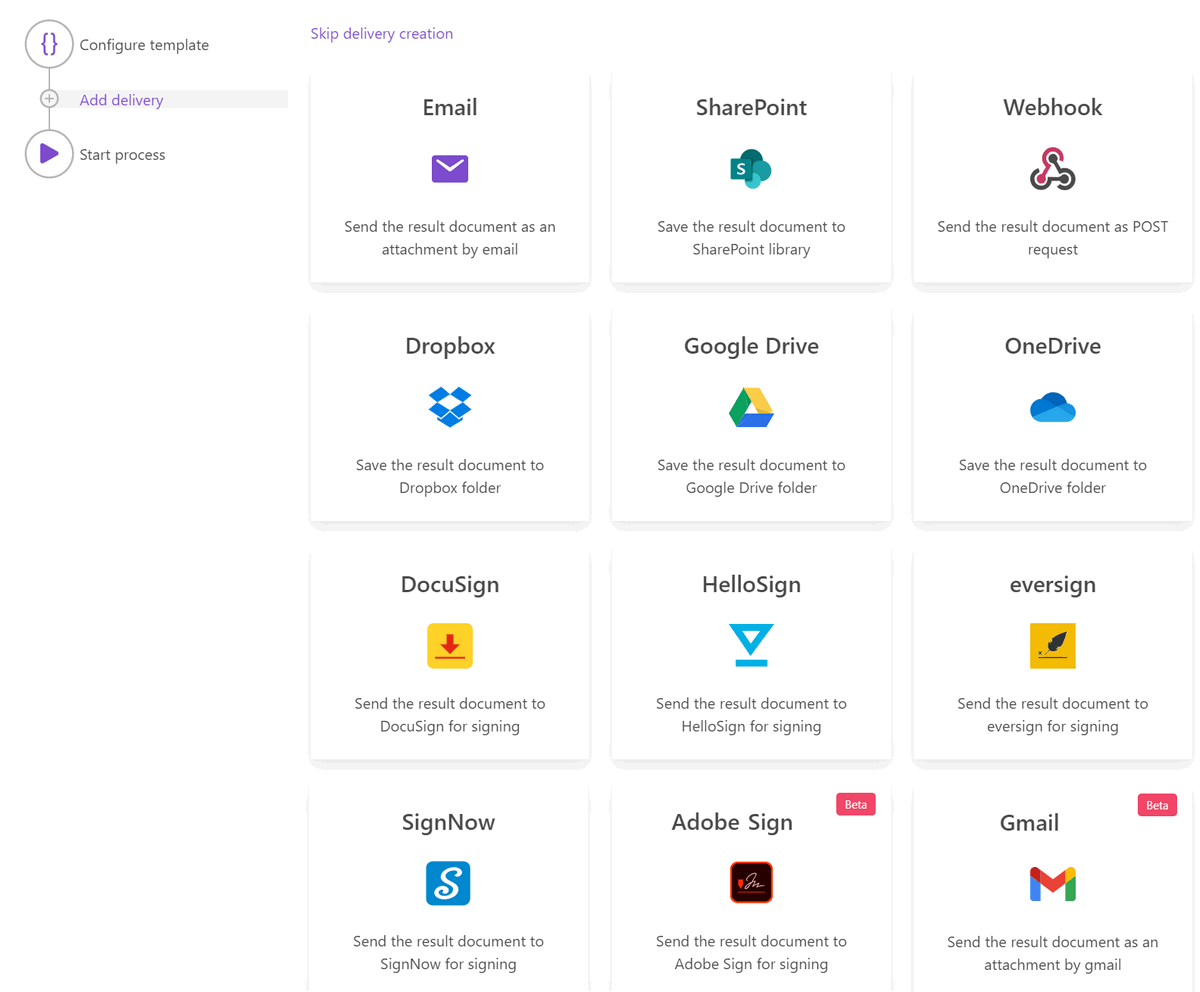 Configure template
Add delivery
Start process
Skip delivery creation
Email
Send the result document as an
attachment by email
SharePoint
S
Save the result document to
SharePoint library
Webhook
Send the result document as POST
request
Dropbox
Save the result document to
Dropbox folder
Google Drive
Save the result document to
Google Drive folder
OneDrive
Save the result document to
OneDrive folder
DocuSign
Send the result document to
DocuSign for signing
HelloSign
Send the result document to
HelloSign for signing
eversign
Send the result document to
eversign for signing
SignNow
S
Send the result document to
SignNow for signing
Beta
Adobe Sign
Send the result document to
Adobe Sign for signing
Beta
Gmail
Send the result document as an
attachment by gmail